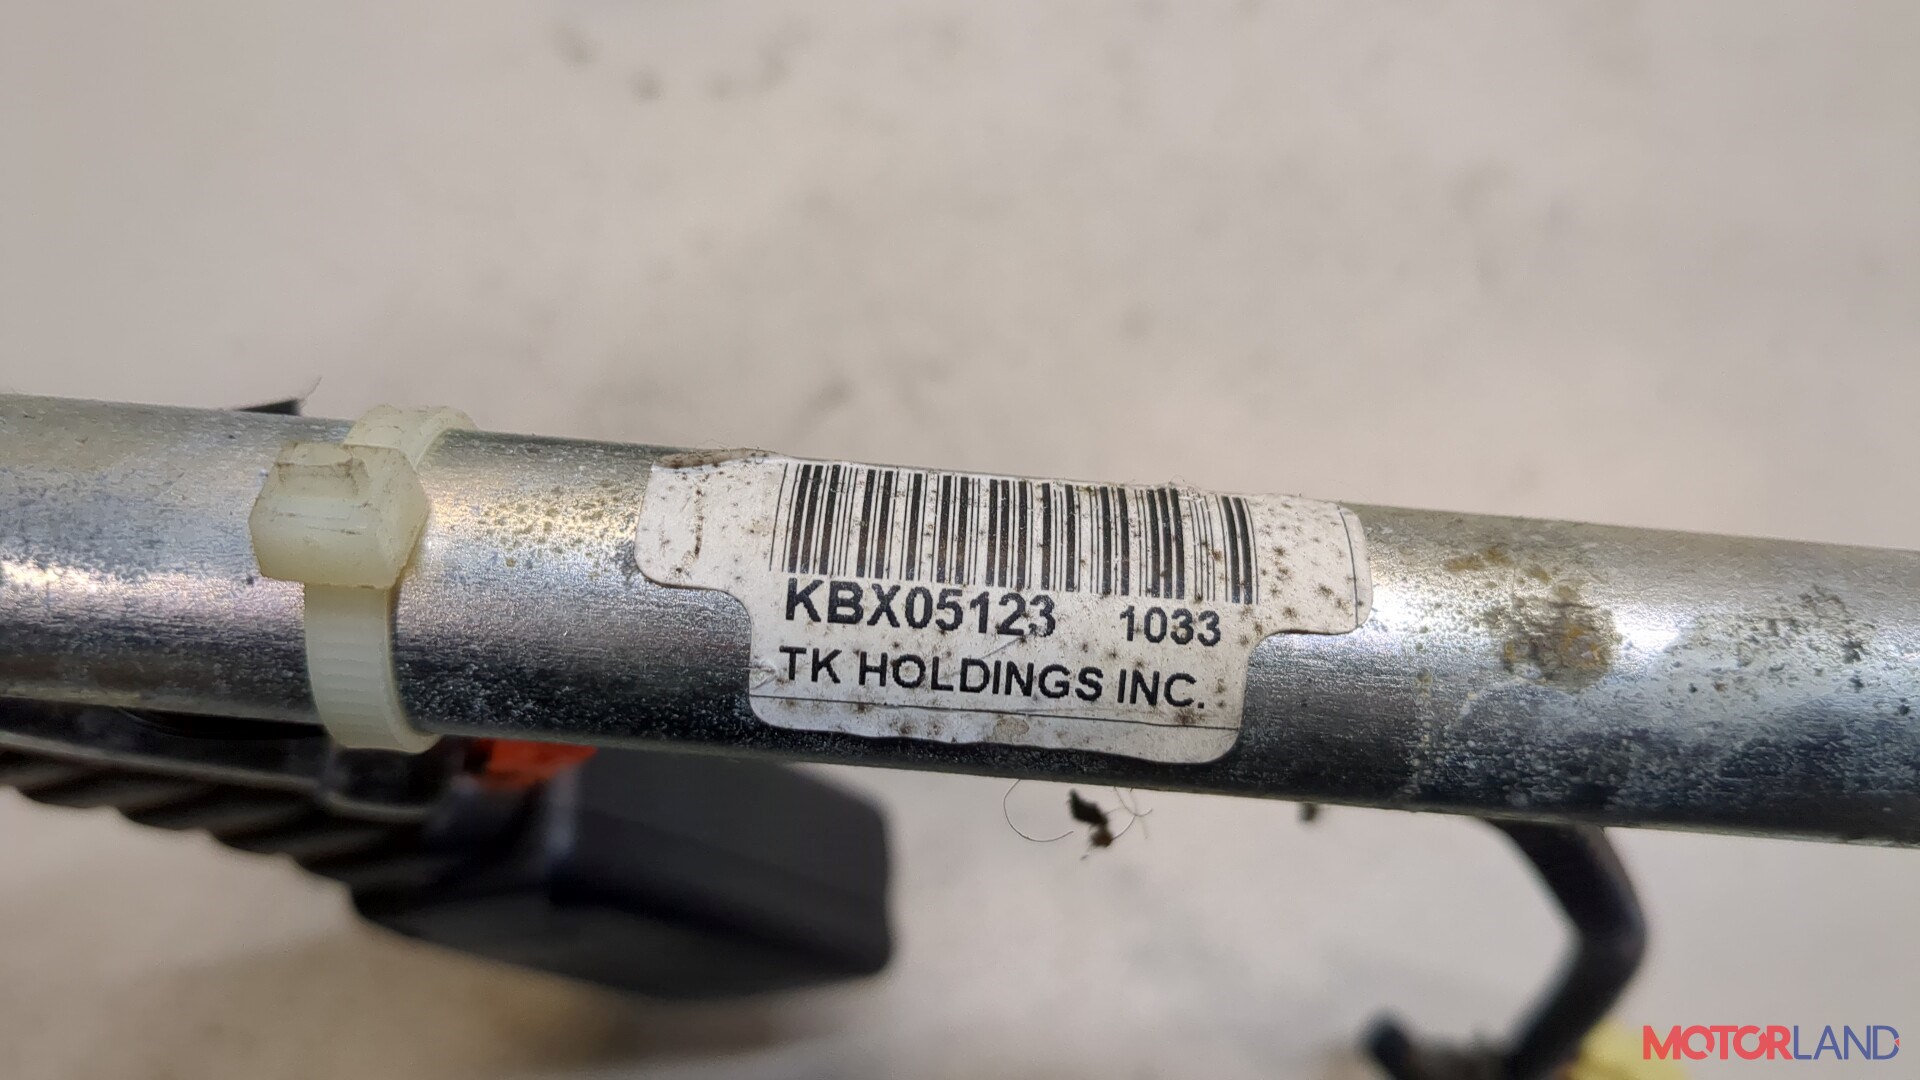 KBX05123 1033
TK HOLDINGS INC.
MOTORLAND